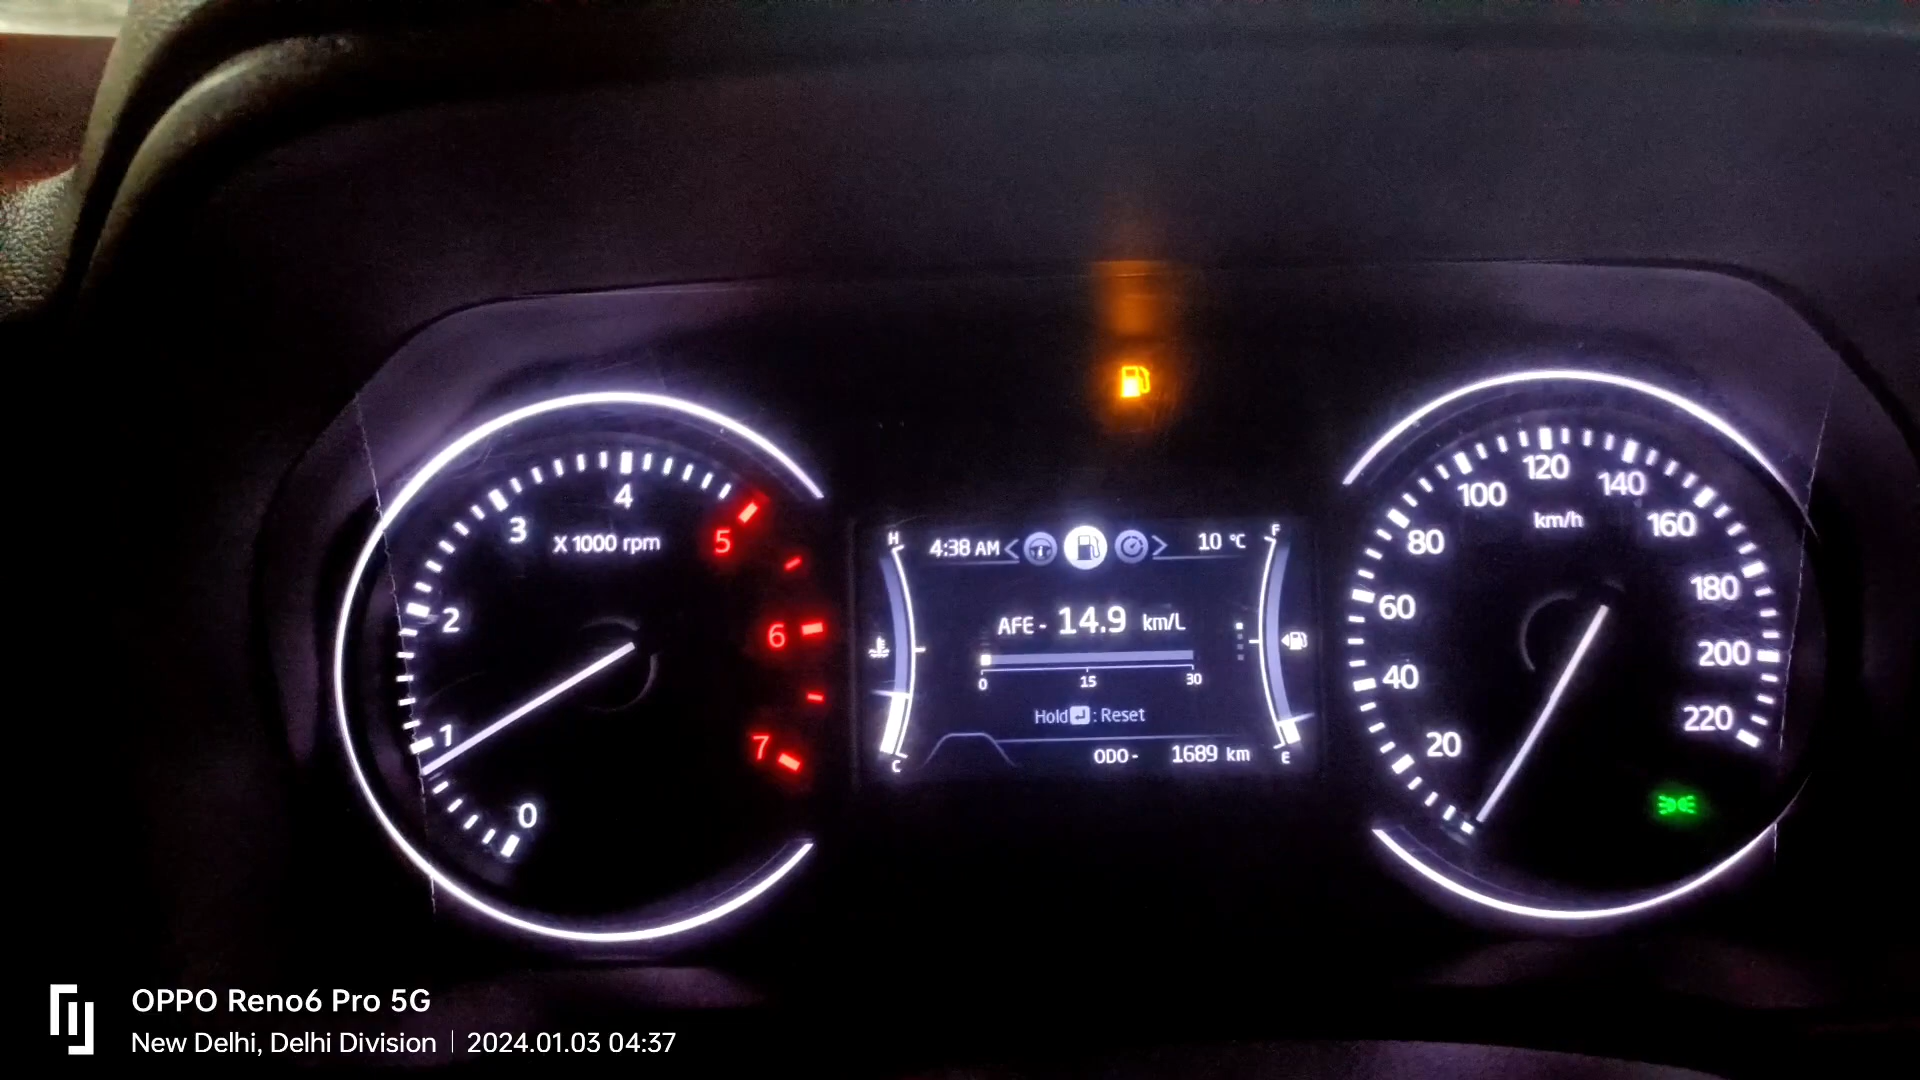 0
1
2
3
4
5
6
7
X 1000 rpm
H
C
4:38 AM
10 °C
AFE - 14.9 km/L
0 15 30
Hold : Reset
ODO - 1689 km
F
E
20
40
60
80
100
120
140
160
180
200
220
km/h
OPPO Reno6 Pro 5G
New Delhi, Delhi Division | 2024.01.03 04:37